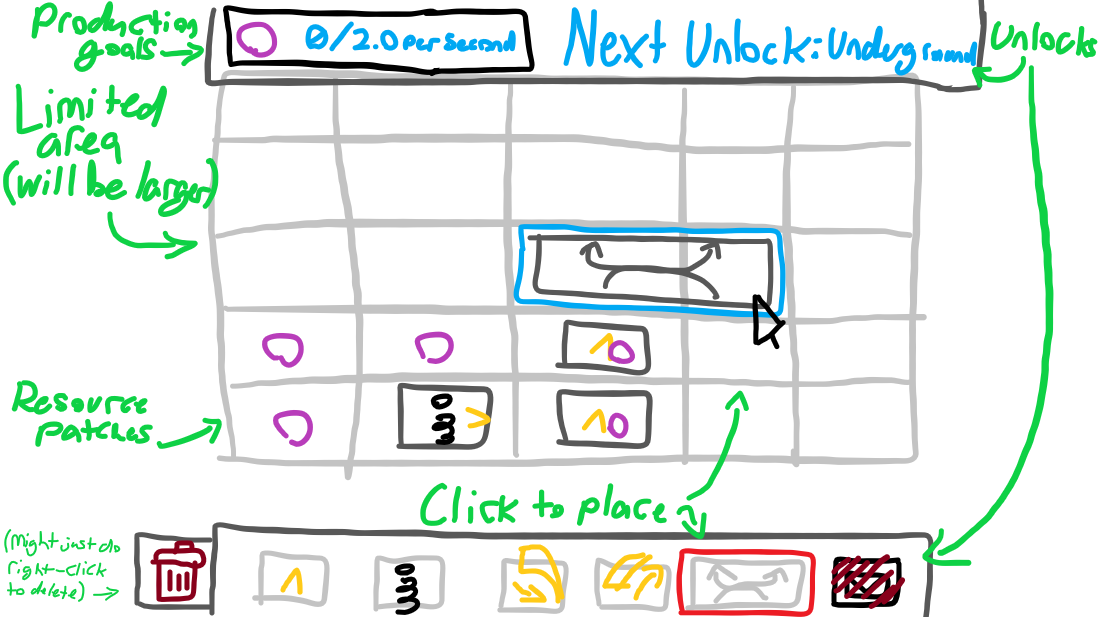 Production
goals
0/2.0 per second
Next Unlock: Underground
Unlocks
Limited
area
(will be larger)
Resource
patches
Click to place
(Might just do
right-click
to delete)